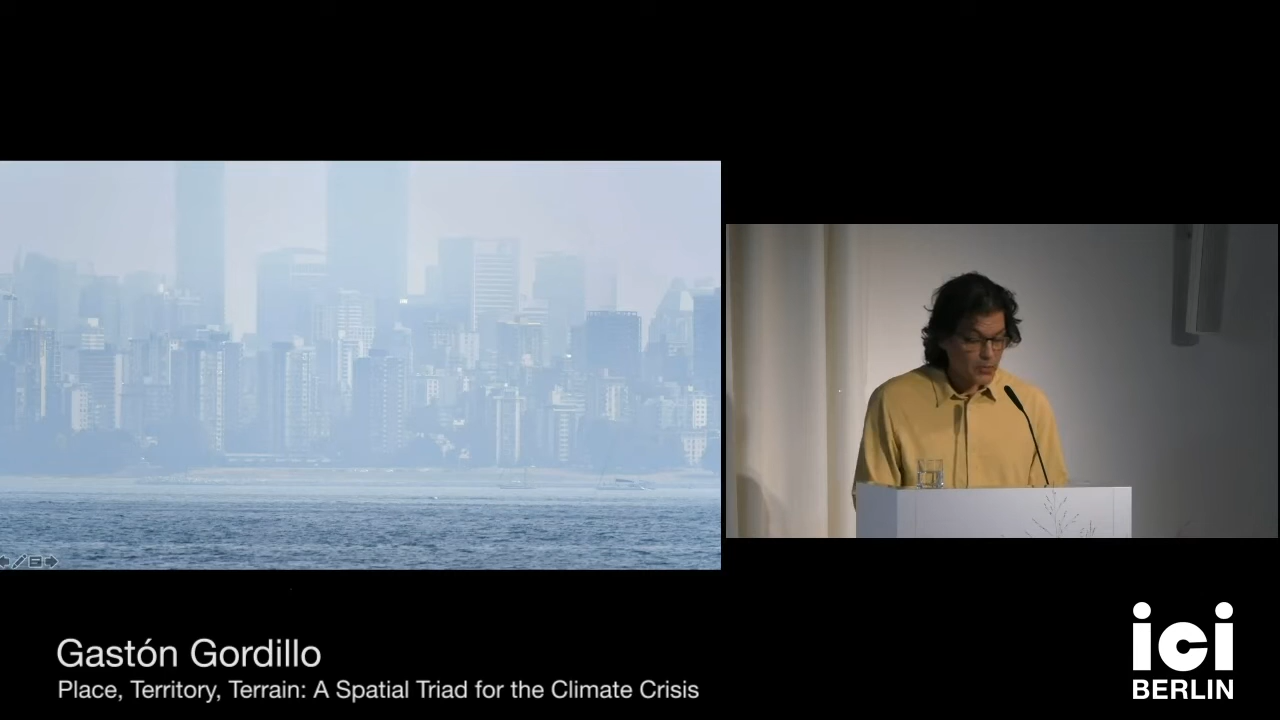 Gastón Gordillo
Place, Territory, Terrain: A Spatial Triad for the Climate Crisis
ici
BERLIN